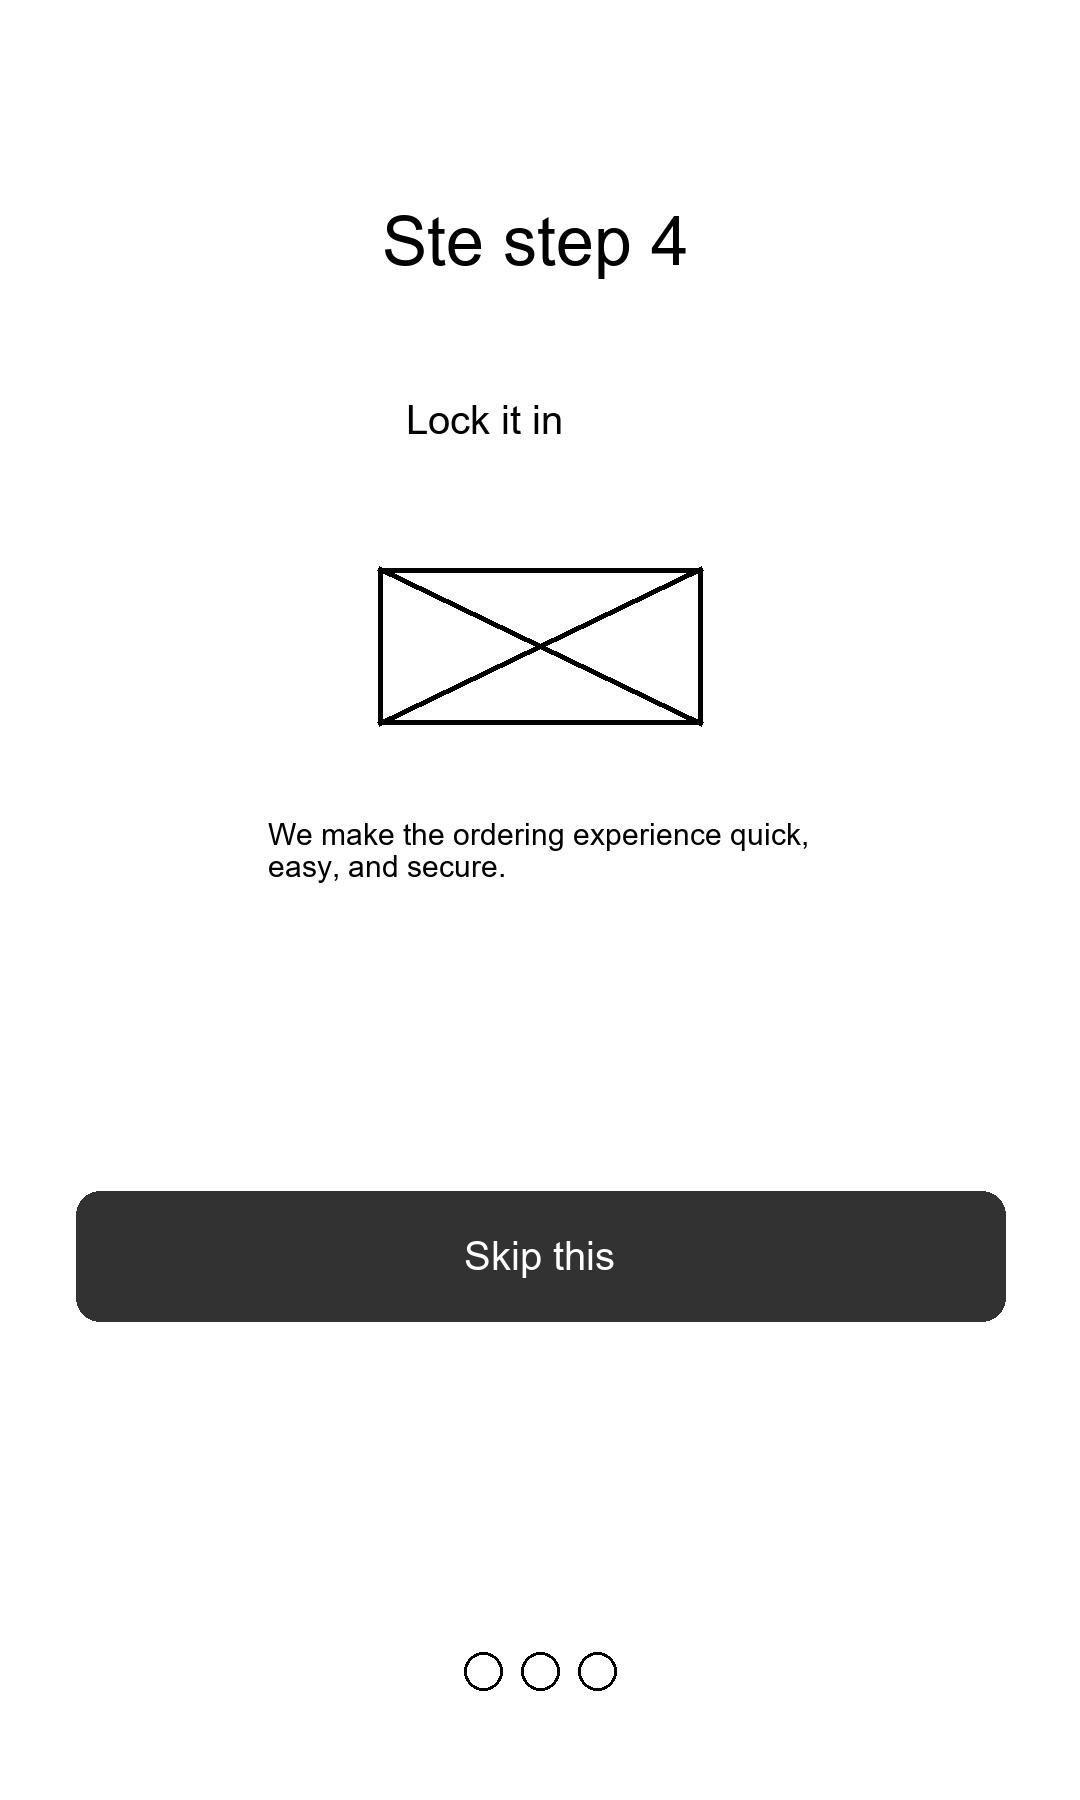 Ste step 4
Lock it in
We make the ordering experience quick,
easy, and secure.
Skip this